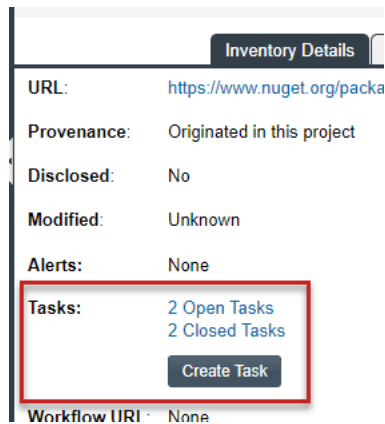 Inventory Details
URL: https://www.nuget.org/packa
Provenance: Originated in this project
Disclosed: No
Modified: Unknown
Alerts: None
Tasks: 2 Open Tasks
2 Closed Tasks
Create Task
Workflow URL: None